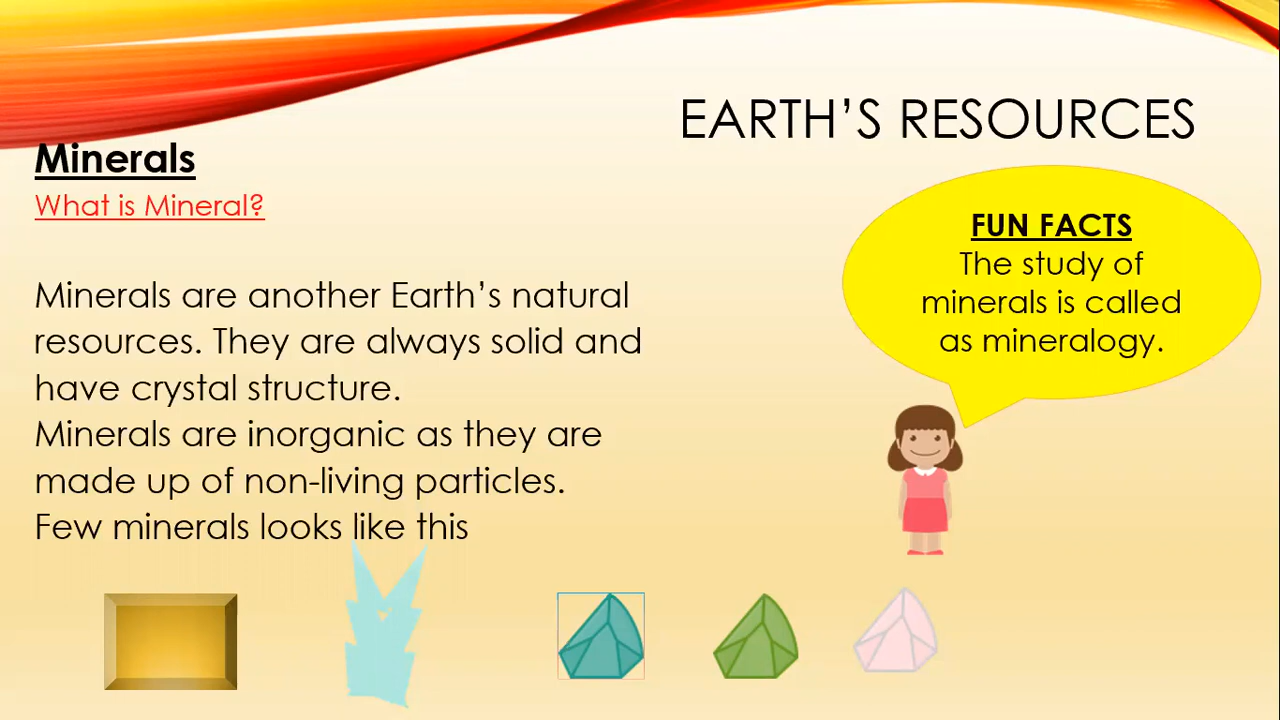 EARTH'S RESOURCES
Minerals
What is Mineral?
Minerals are another Earth's natural
resources. They are always solid and
have crystal structure.
Minerals are inorganic as they are
made up of non-living particles.
Few minerals looks like this
FUN FACTS
The study of
minerals is called
as mineralogy.